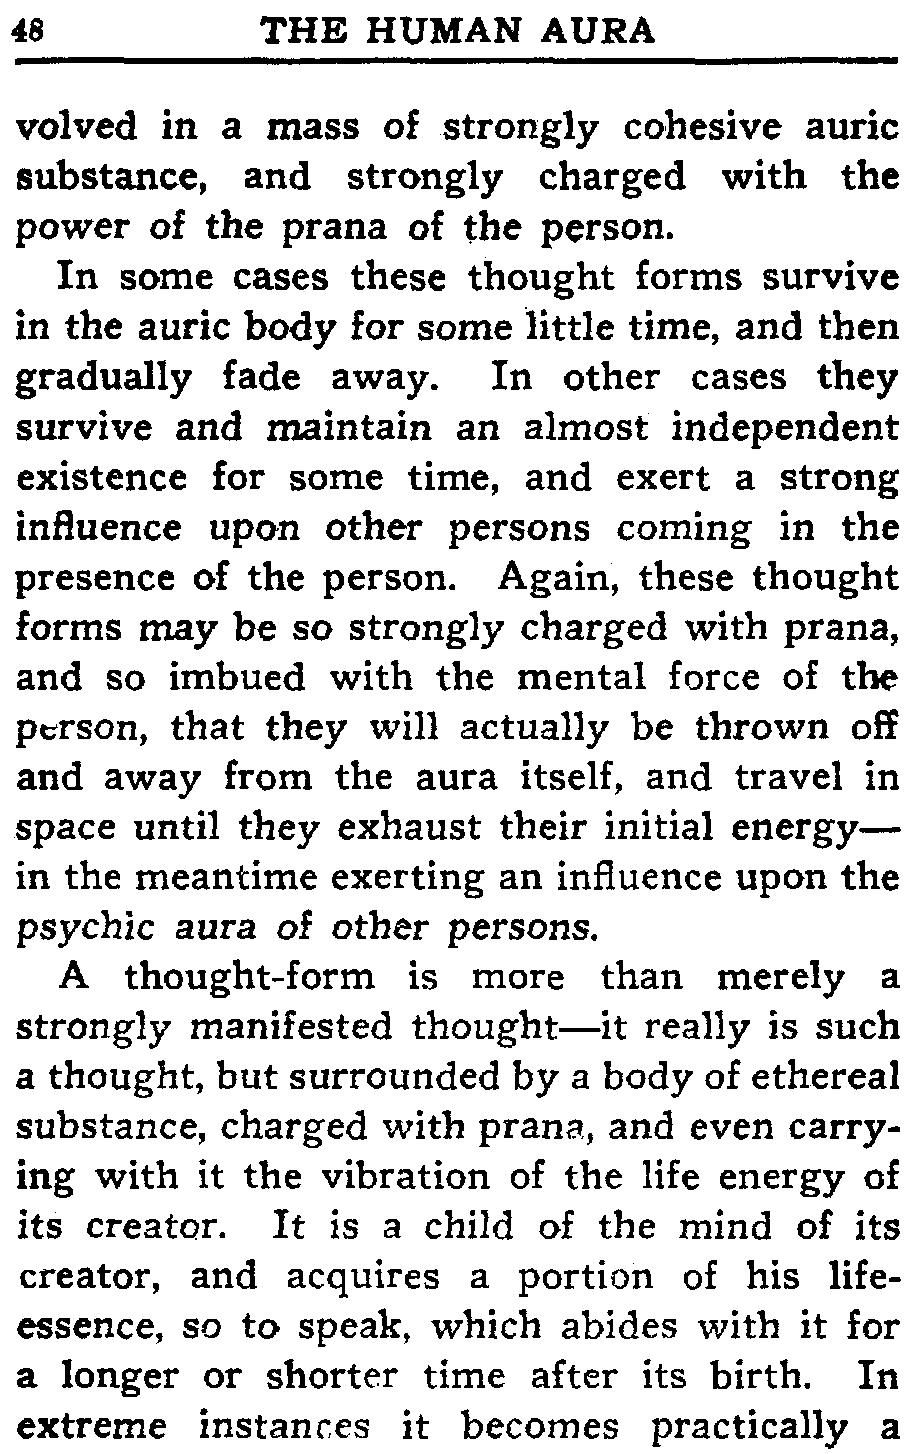 48 THE HUMAN AURA
volved in a mass of strongly cohesive auric
substance, and strongly charged with the
power of the prana of the person.
In some cases these thought forms survive
in the auric body for some little time, and then
gradually fade away. In other cases they
survive and maintain an almost independent
existence for some time, and exert a strong
influence upon other persons coming in the
presence of the person. Again, these thought
forms may be so strongly charged with prana,
and so imbued with the mental force of the
person, that they will actually be thrown off
and away from the aura itself, and travel in
space until they exhaust their initial energy—
in the meantime exerting an influence upon the
psychic aura of other persons.
A thought-form is more than merely a
strongly manifested thought—it really is such
a thought, but surrounded by a body of ethereal
substance, charged with prana, and even carry-
ing with it the vibration of the life energy of
its creator. It is a child of the mind of its
creator, and acquires a portion of his life-
essence, so to speak, which abides with it for
a longer or shorter time after its birth. In
extreme instances it becomes practically a